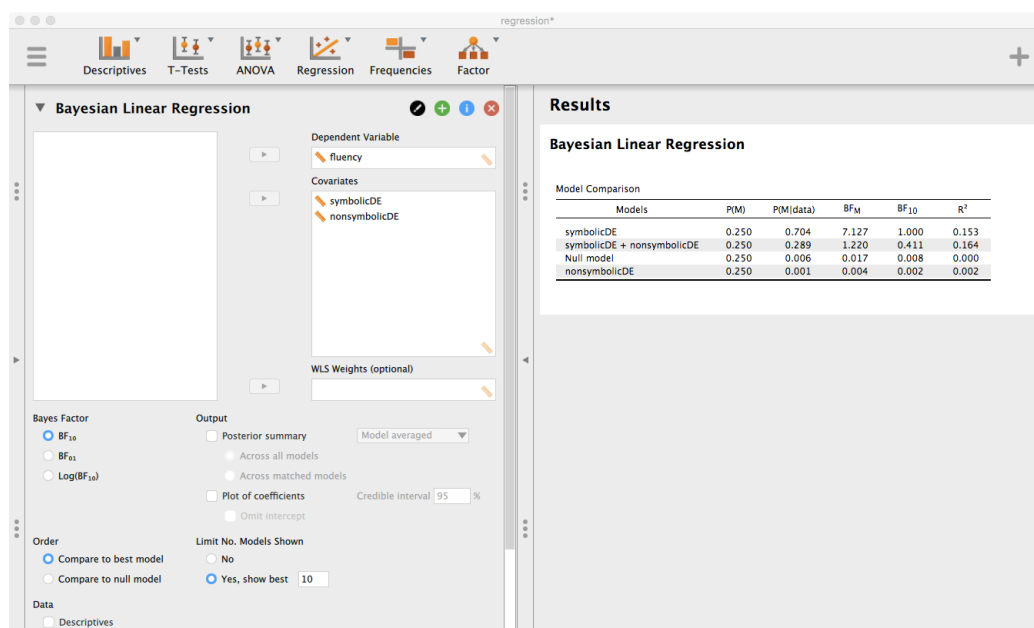 regression*
Descriptives T-Tests ANOVA Regression Frequencies Factor
Bayesian Linear Regression
Dependent Variable
fluency
Covariates
symbolicDE
nonsymbolicDE
WLS Weights (optional)
Bayes Factor
BF₁₀
BF₀₁
Log(BF₁₀)
Output
Posterior summary Model averaged
Across all models
Across matched models
Plot of coefficients Credible interval 95 %
Omit intercept
Order
Compare to best model
Compare to null model
Limit No. Models Shown
No
Yes, show best 10
Data
Descriptives
Results
Bayesian Linear Regression
Model Comparison
Models P(M) P(M|data) BF_M BF₁₀ R²
symbolicDE 0.250 0.704 7.127 1.000 0.153
symbolicDE + nonsymbolicDE 0.250 0.289 1.220 0.411 0.164
Null model 0.250 0.006 0.017 0.008 0.000
nonsymbolicDE 0.250 0.001 0.004 0.002 0.002